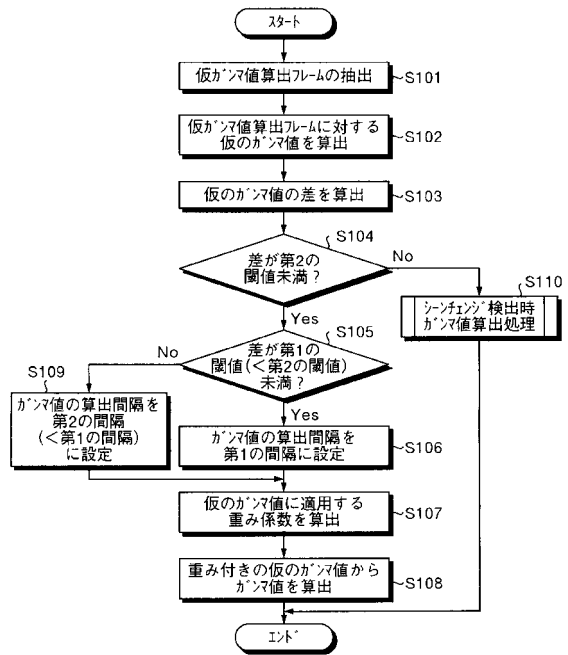 ｽﾀｰﾄ
仮ｶﾞﾝﾏ値算出フレームの抽出
S101
仮ｶﾞﾝﾏ値算出フレームに対する
仮のｶﾞﾝﾏ値を算出
S102
仮のｶﾞﾝﾏ値の差を算出
S103
S104
差が第2の
閾値未満？
No
Yes
S110
ｼｰﾝﾁｪﾝｼﾞ検出時
ｶﾞﾝﾏ値算出処理
S105
差が第1の
閾値(＜第2の閾値)
未満？
No
Yes
S109
ｶﾞﾝﾏ値の算出間隔を
第2の間隔
(＜第1の間隔)
に設定
ｶﾞﾝﾏ値の算出間隔を
第1の間隔に設定
S106
仮のｶﾞﾝﾏ値に適用する
重み係数を算出
S107
重み付きの仮のｶﾞﾝﾏ値から
ｶﾞﾝﾏ値を算出
S108
ｴﾝﾄﾞ